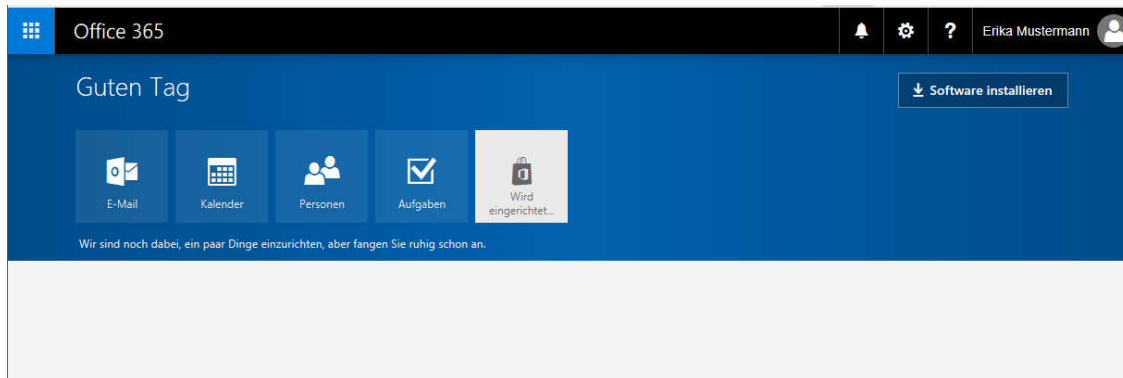 Office 365
?
Erika Mustermann
Guten Tag
Software installieren
E-Mail
Kalender
Personen
Aufgaben
Wird
eingerichtet...
Wir sind noch dabei, ein paar Dinge einzurichten, aber fangen Sie ruhig schon an.